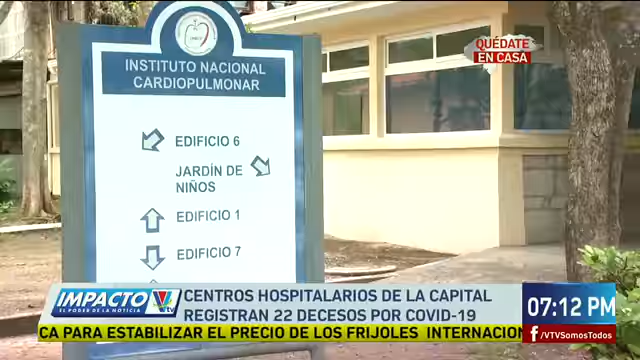 INSTITUTO NACIONAL
CARDIOPULMONAR
QUÉDATE
EN CASA
EDIFICIO 6
JARDÍN DE
NIÑOS
EDIFICIO 1
EDIFICIO 7
IMPACTO VTV
EL PODER DE LA NOTICIA
CENTROS HOSPITALARIOS DE LA CAPITAL
REGISTRAN 22 DECESOS POR COVID-19
07:12 PM
CA PARA ESTABILIZAR EL PRECIO DE LOS FRIJOLES INTERNACION
f/VTVSomosTodos